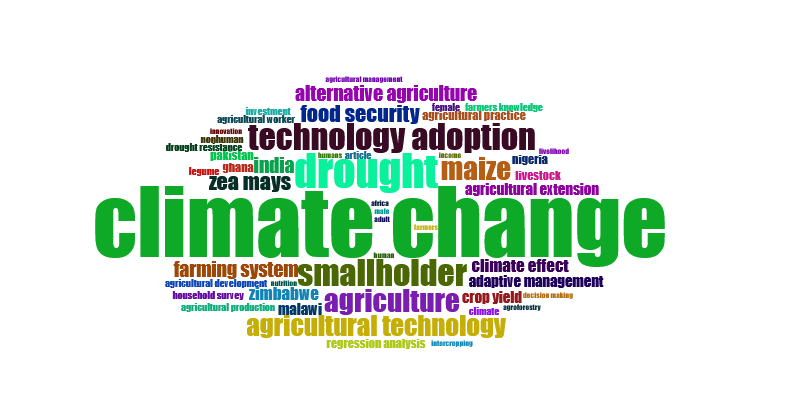 agricultural management
alternative agriculture
female
farmers knowledge
investment
food security
agricultural practice
agricultural worker
innovation
technology adoption
noghuman
drought resistance
livelihood
pakistan
humans
article
income
nigeria
legume
ghana
india
drought
maize
livestock
zea mays
agricultural extension
africa
male
adult
climate change
farmers
human
farming system
smallholder
climate effect
agricultural development
nutrition
adaptive management
household survey
zimbabwe
agriculture
crop yield
decision making
agricultural production
malawi
climate
agroforestry
agricultural technology
regression analysis
intercropping